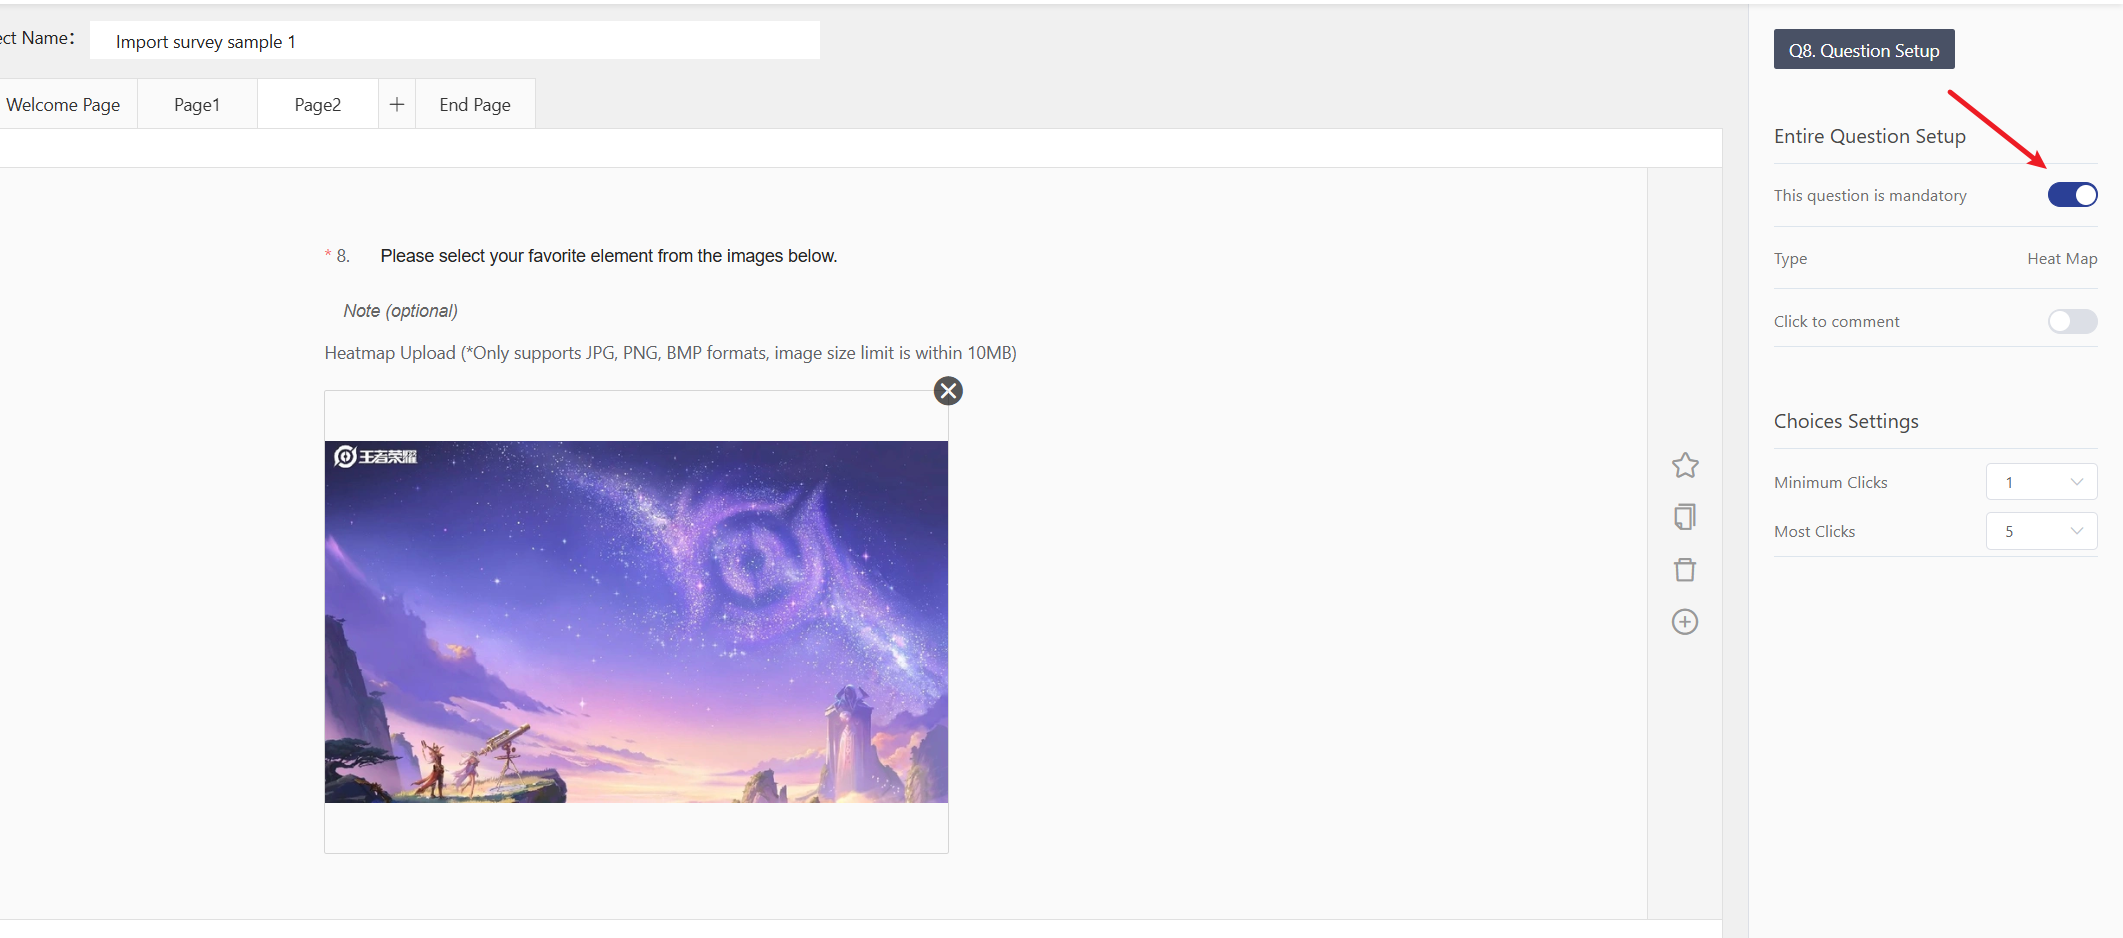 ect Name：
Import survey sample 1
Welcome Page
Page1
Page2
+
End Page
* 8. Please select your favorite element from the images below.
Note (optional)
Heatmap Upload (*Only supports JPG, PNG, BMP formats, image size limit is within 10MB)
王者荣耀
Q8. Question Setup
Entire Question Setup
This question is mandatory
Type Heat Map
Click to comment
Choices Settings
Minimum Clicks 1
Most Clicks 5